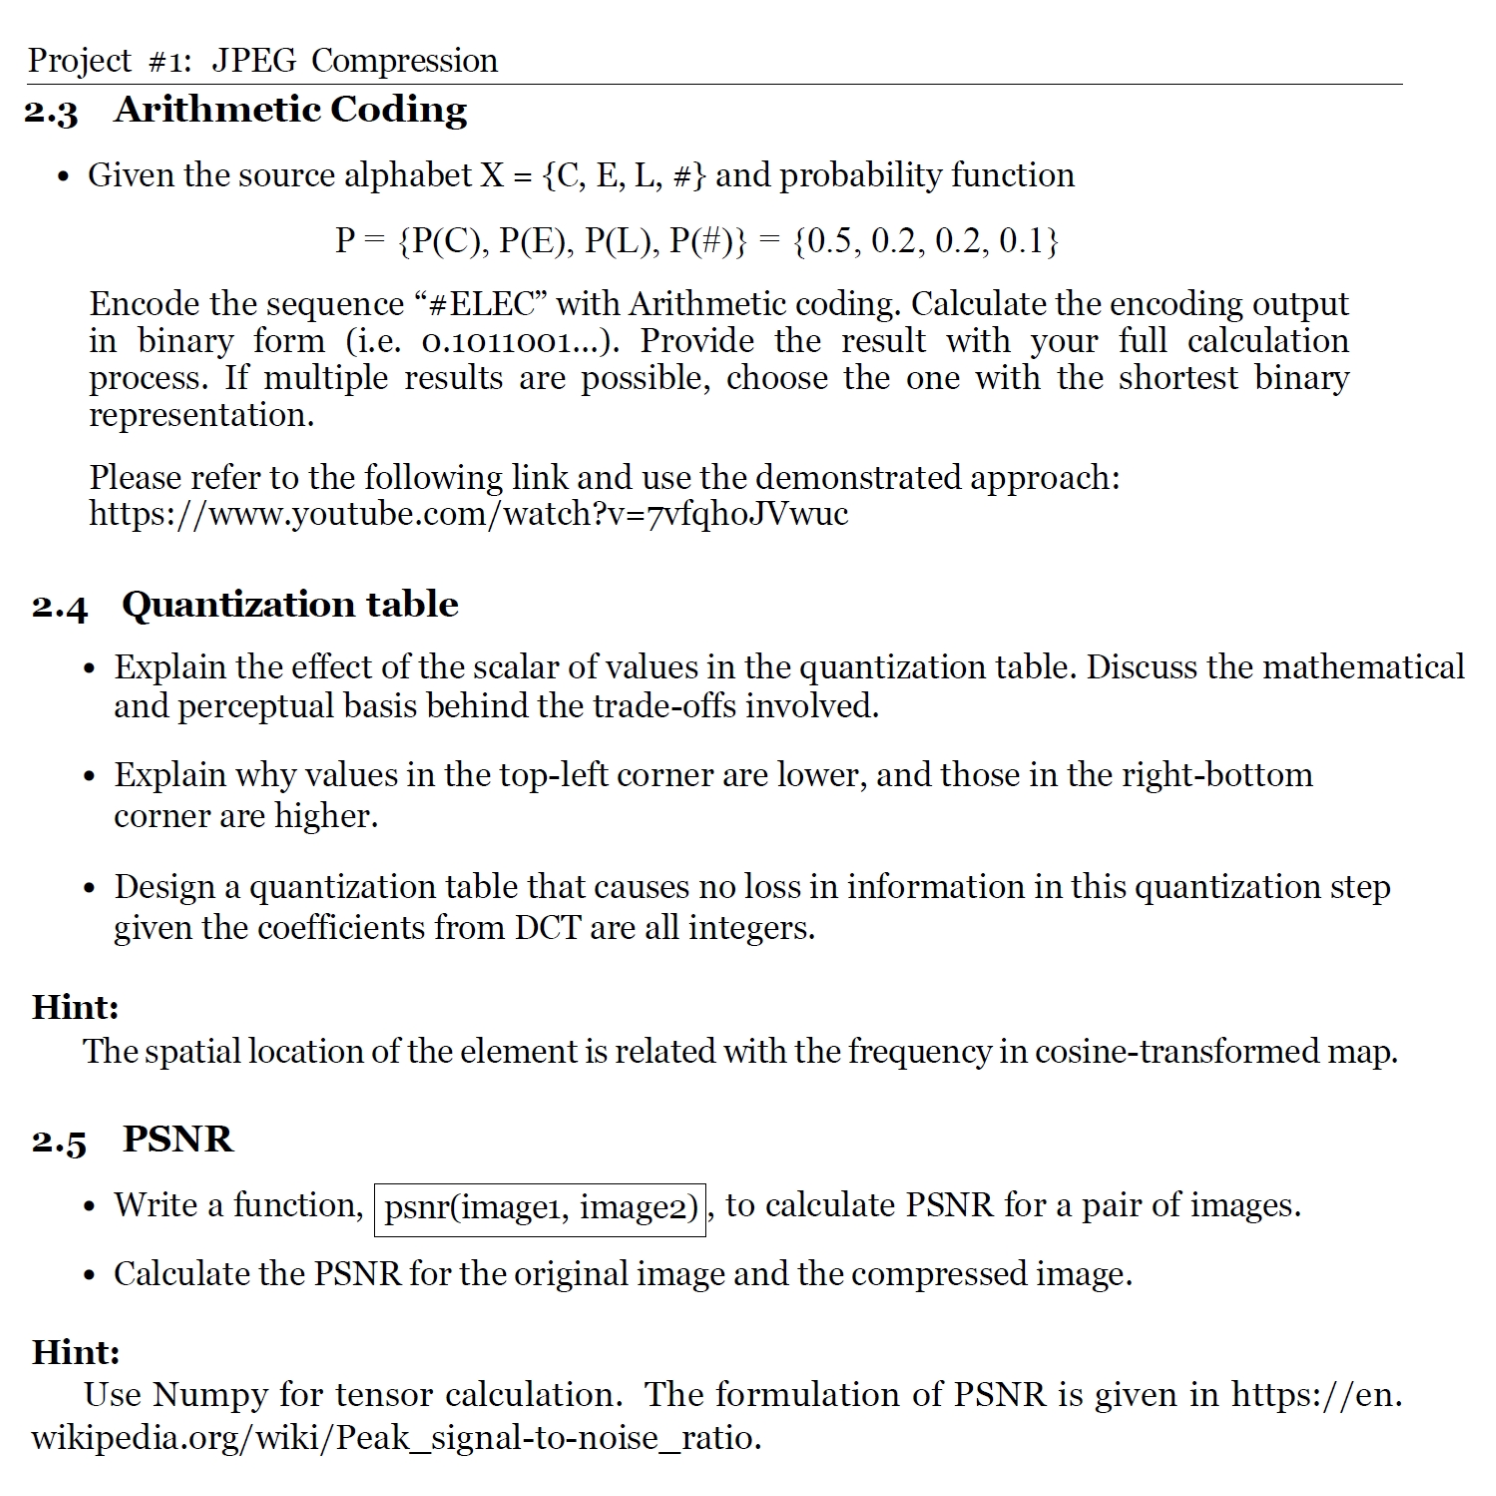 Project #1: JPEG Compression
2.3 Arithmetic Coding
• Given the source alphabet X = {C, E, L, #} and probability function
P = {P(C), P(E), P(L), P(#)} = {0.5, 0.2, 0.2, 0.1}
Encode the sequence “#ELEC” with Arithmetic coding. Calculate the encoding output
in binary form (i.e. 0.1011001...). Provide the result with your full calculation
process. If multiple results are possible, choose the one with the shortest binary
representation.
Please refer to the following link and use the demonstrated approach:
https://www.youtube.com/watch?v=7vfqhoJVwuc
2.4 Quantization table
• Explain the effect of the scalar of values in the quantization table. Discuss the mathematical
and perceptual basis behind the trade-offs involved.
• Explain why values in the top-left corner are lower, and those in the right-bottom
corner are higher.
• Design a quantization table that causes no loss in information in this quantization step
given the coefficients from DCT are all integers.
Hint:
The spatial location of the element is related with the frequency in cosine-transformed map.
2.5 PSNR
• Write a function, psnr(image1, image2), to calculate PSNR for a pair of images.
• Calculate the PSNR for the original image and the compressed image.
Hint:
Use Numpy for tensor calculation. The formulation of PSNR is given in https://en.
wikipedia.org/wiki/Peak_signal-to-noise_ratio.